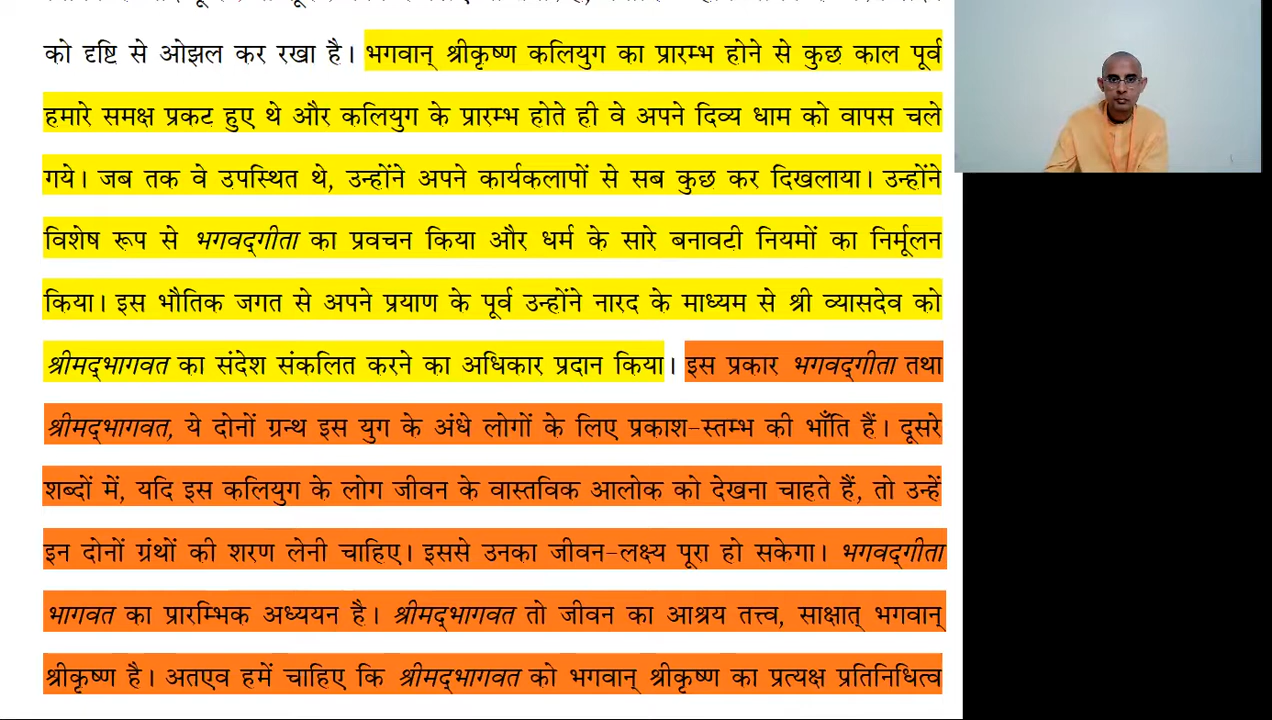 को दृष्टि से ओझल कर रखा है। भगवान् श्रीकृष्ण कलियुग का प्रारम्भ होने से कुछ काल पूर्व
हमारे समक्ष प्रकट हुए थे और कलियुग के प्रारम्भ होते ही वे अपने दिव्य धाम को वापस चले
गये। जब तक वे उपस्थित थे, उन्होंने अपने कार्यकलापों से सब कुछ कर दिखलाया। उन्होंने
विशेष रूप से भगवद्गीता का प्रवचन किया और धर्म के सारे बनावटी नियमों का निर्मूलन
किया। इस भौतिक जगत से अपने प्रयाण के पूर्व उन्होंने नारद के माध्यम से श्री व्यासदेव को
श्रीमद्भागवत का संदेश संकलित करने का अधिकार प्रदान किया। इस प्रकार भगवद्गीता तथा
श्रीमद्भागवत, ये दोनों ग्रन्थ इस युग के अंधे लोगों के लिए प्रकाश-स्तम्भ की भाँति हैं। दूसरे
शब्दों में, यदि इस कलियुग के लोग जीवन के वास्तविक आलोक को देखना चाहते हैं, तो उन्हें
इन दोनों ग्रंथों की शरण लेनी चाहिए। इससे उनका जीवन-लक्ष्य पूरा हो सकेगा। भगवद्गीता
भागवत का प्रारम्भिक अध्ययन है। श्रीमद्भागवत तो जीवन का आश्रय तत्त्व, साक्षात् भगवान्
श्रीकृष्ण है। अतएव हमें चाहिए कि श्रीमद्भागवत को भगवान् श्रीकृष्ण का प्रत्यक्ष प्रतिनिधित्व